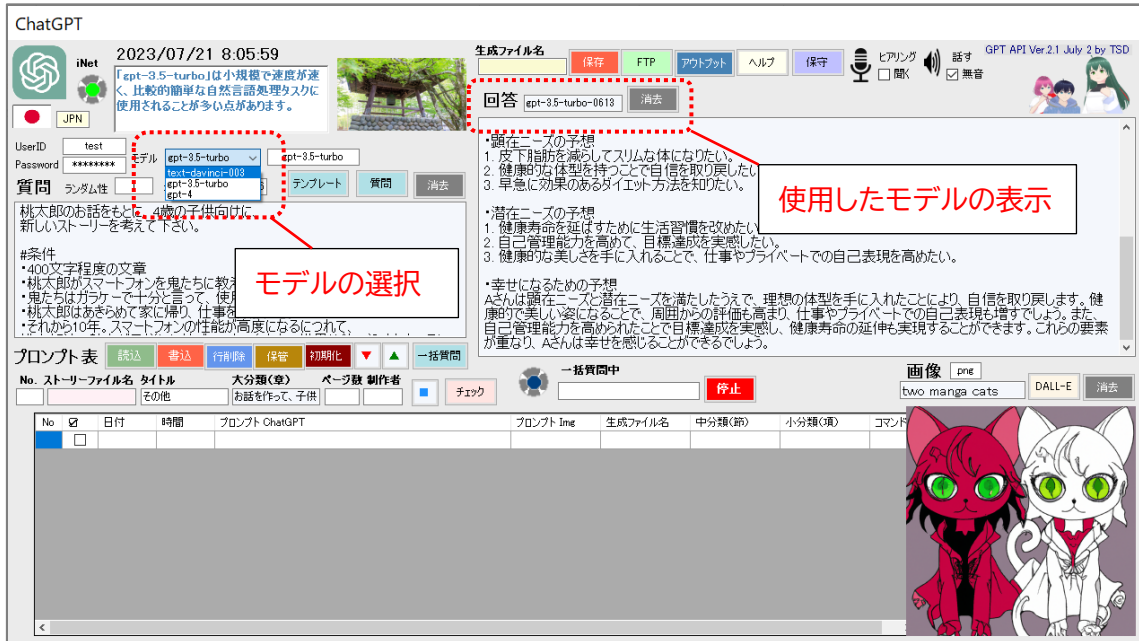 ChatGPT
iNet
2023/07/21 8:05:59
「gpt-3.5-turbo」は小規模で速度が速
く、比較的簡単な自然言語処理タスクに
使用されることが多い点があります。
JPN
生成ファイル名
保存
FTP
アウトプット
ヘルプ
保守
ヒアリング
聞く
話す
無音
GPT API Ver.2.1 July 2 by TSD
回答
gpt-3.5-turbo-0613
消去
UserID
test
Password
********
モデル
gpt-3.5-turbo
gpt-3.5-turbo
text-davinci-003
gpt-3.5-turbo
gpt-4
質問
ランダム性
テンプレート
質問
消去
桃太郎のお話をもとに、4歳の子供向けに
新しいストーリーを考えて下さい。
#条件
・400文字程度の文章
・桃太郎がスマートフォンを鬼たちに教
・鬼たちはガラケーで十分と言って、使
・桃太郎はあきらめて家に帰り、仕事を
・それから10年。スマートフォンの性能が高度になるにつれて、
モデルの選択
・顕在ニーズの予想
1. 皮下脂肪を減らしてスリムな体になりたい。
2. 健康的な体型を持つことで自信を取り戻した
3. 早急に効果のあるダイエット方法を知りたい。
・潜在ニーズの予想
1. 健康寿命を延ばすために生活習慣を改めたい
2. 自己管理能力を高めて、目標達成を実感したい。
3. 健康的な美しさを手に入れることで、仕事やプライベートでの自己表現を高めたい。
・幸せになるための予想
Aさんは顕在ニーズと潜在ニーズを満たしたうえで、理想の体型を手に入れたことにより、自信を取り戻します。健
康的で美しい姿になることで、周囲からの評価も高まり、仕事やプライベートでの自己表現も増すでしょう。また、
自己管理能力を高められたことで目標達成を実感し、健康寿命の延伸も実現することができます。これらの要素
が重なり、Aさんは幸せを感じることができるでしょう。
使用したモデルの表示
プロンプト表
読込
書込
行削除
保管
初期化
▼
▲
一括質問
No.
ストーリーファイル名
タイトル
大分類(章)
ページ数
制作者
その他
お話を作って、子供
チェック
一括質問中
停止
画像
png
two manga cats
DALL-E
消去
No
日付
時間
プロンプト ChatGPT
プロンプト Img
生成ファイル名
中分類(節)
小分類(項)
コマンド